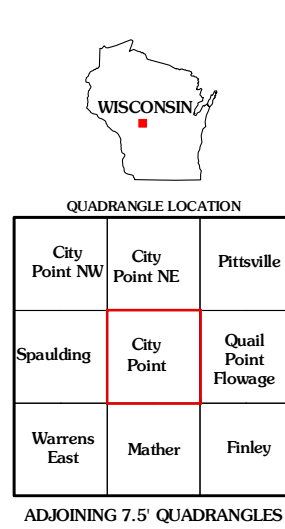 WISCONSIN
QUADRANGLE LOCATION
City
Point NW
City
Point NE
Pittsville
Spaulding
City
Point
Quail
Point
Flowage
Warrens
East
Mather
Finley
ADJOINING 7.5' QUADRANGLES